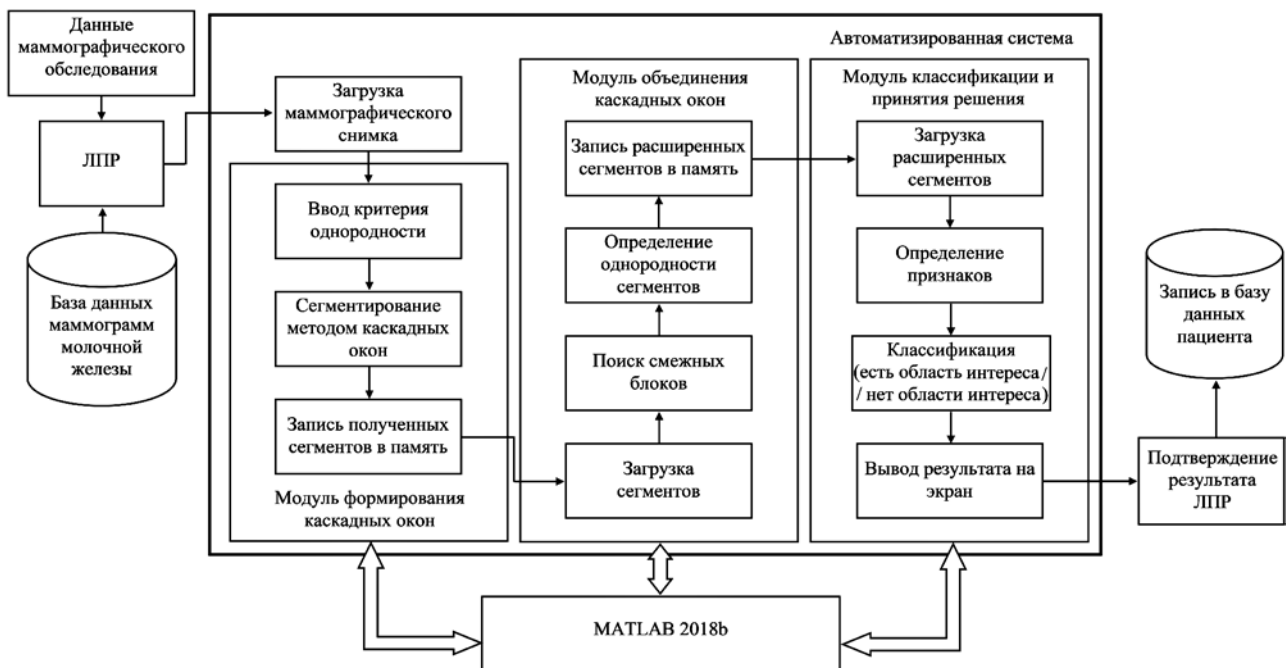 Данные
маммографического
обследования
ЛПР
База данных
маммограмм
молочной
железы
Автоматизированная система
Загрузка
маммографического
снимка
Ввод критерия
однородности
Сегментирование
методом каскадных
окон
Запись полученных
сегментов в память
Модуль формирования
каскадных окон
Модуль объединения
каскадных окон
Запись расширенных
сегментов в память
Определение
однородности
сегментов
Поиск смежных
блоков
Загрузка
сегментов
Модуль классификации и
принятия решения
Загрузка
расширенных
сегментов
Определение
признаков
Классификация
(есть область интереса /
/ нет области интереса)
Вывод результата на
экран
Запись в базу
данных
пациента
Подтверждение
результата
ЛПР
MATLAB 2018b